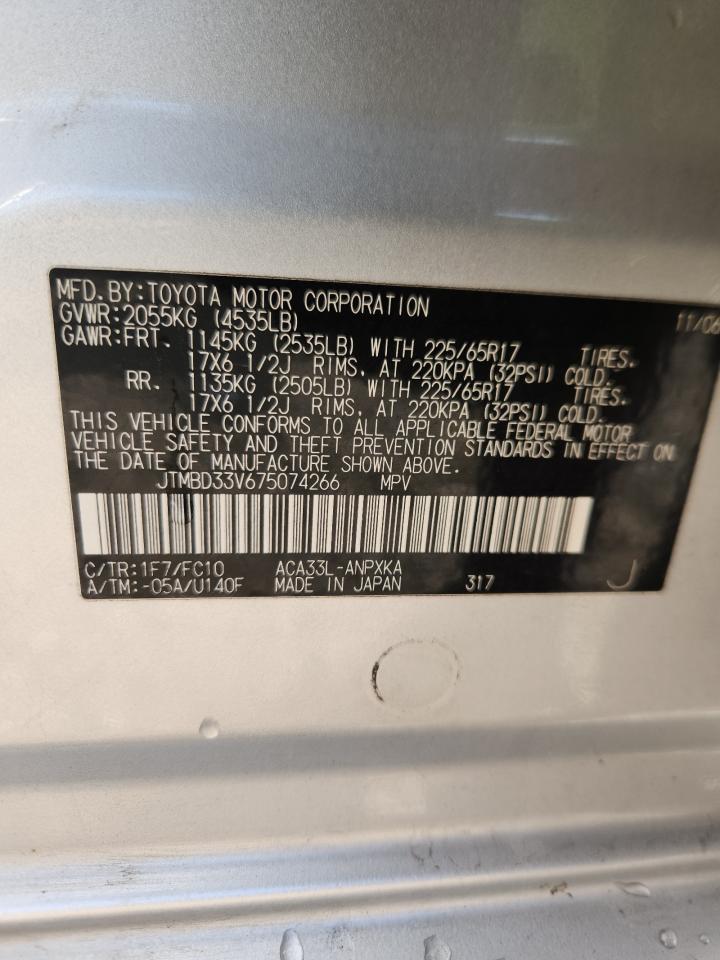 MFD.BY:TOYOTA MOTOR CORPORATION 11/06
GVWR:2055KG (4535LB)
GAWR:FRT. 1145KG (2535LB) WITH 225/65R17 TIRES.
17X6 1/2J RIMS, AT 220KPA (32PSI) COLD.
RR. 1135KG (2505LB) WITH 225/65R17 TIRES.
17X6 1/2J RIMS, AT 220KPA (32PSI) COLD.
THIS VEHICLE CONFORMS TO ALL APPLICABLE FEDERAL MOTOR
VEHICLE SAFETY AND THEFT PREVENTION STANDARDS IN EFFECT ON
THE DATE OF MANUFACTURE SHOWN ABOVE.
JTMBD33V675074266 MPV
C/TR:1F7/FC10 ACA33L-ANPXKA
A/TM:-05A/U140F MADE IN JAPAN 317 J